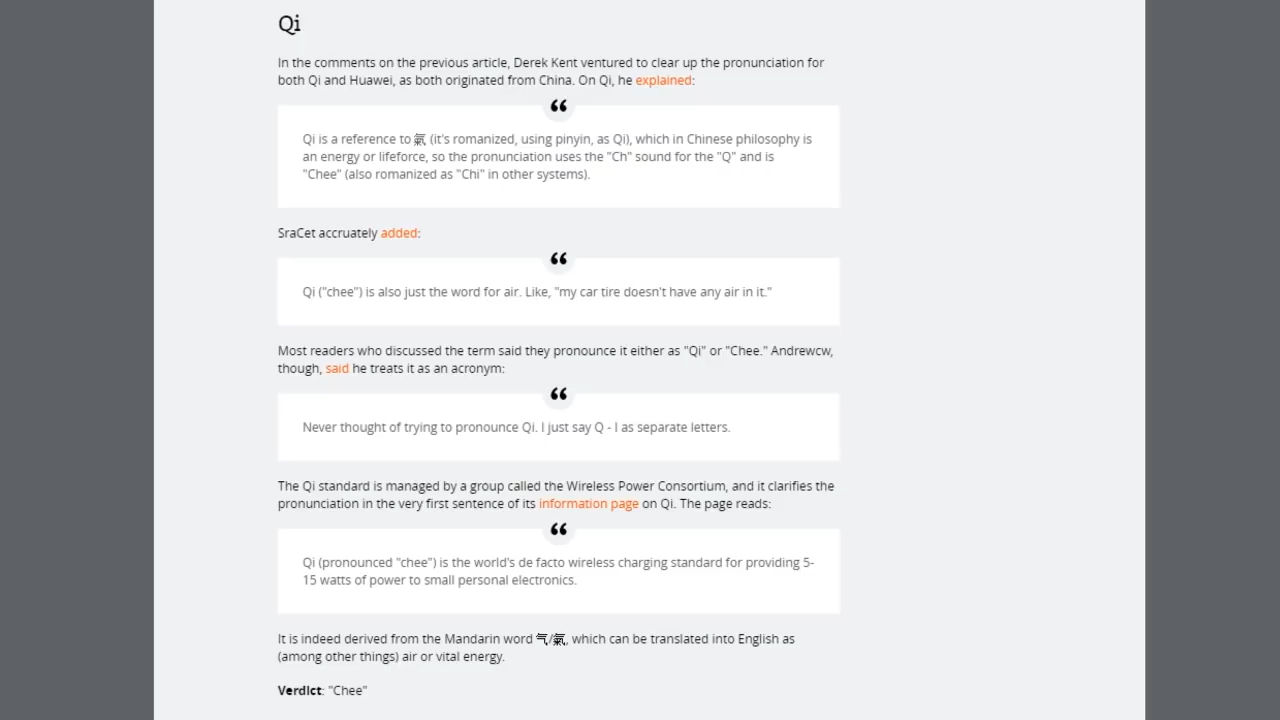 Qi
In the comments on the previous article, Derek Kent ventured to clear up the pronunciation for
both Qi and Huawei, as both originated from China. On Qi, he explained:
“
Qi is a reference to 氣 (it's romanized, using pinyin, as Qi), which in Chinese philosophy is
an energy or lifeforce, so the pronunciation uses the "Ch" sound for the "Q" and is
"Chee" (also romanized as "Chi" in other systems).
SraCet accruately added:
“
Qi ("chee") is also just the word for air. Like, "my car tire doesn't have any air in it."
Most readers who discussed the term said they pronounce it either as "Qi" or "Chee." Andrewcw,
though, said he treats it as an acronym:
“
Never thought of trying to pronounce Qi. I just say Q - I as separate letters.
The Qi standard is managed by a group called the Wireless Power Consortium, and it clarifies the
pronunciation in the very first sentence of its information page on Qi. The page reads:
“
Qi (pronounced "chee") is the world's de facto wireless charging standard for providing 5-
15 watts of power to small personal electronics.
It is indeed derived from the Mandarin word 气/氣, which can be translated into English as
(among other things) air or vital energy.
Verdict: "Chee"